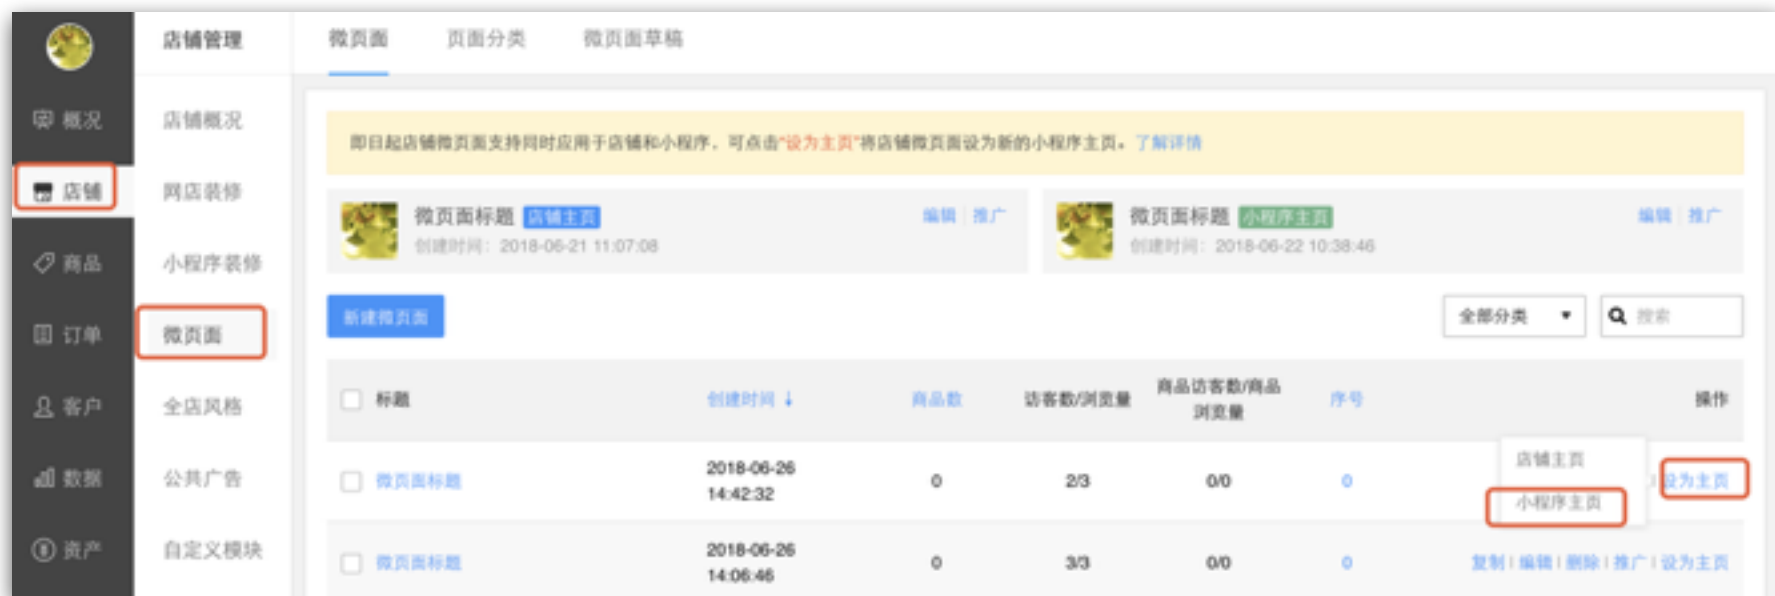 店铺管理
微页面 页面分类 微页面草稿
概况
店铺
商品
订单
客户
数据
资产
店铺概况
网店装修
小程序装修
微页面
全店风格
公共广告
自定义模块
即日起店铺微页面支持同时应用于店铺和小程序，可点击“设为主页”将店铺微页面设为新的小程序主页。了解详情
微页面标题 店铺主页 编辑 推广
创建时间：2018-06-21 11:07:08
微页面标题 小程序主页 编辑 推广
创建时间：2018-06-22 10:38:46
新建微页面 全部分类 搜索
标题 创建时间↓ 商品数 访客数/浏览量 商品访客数/商品浏览量 序号 操作
微页面标题 2018-06-26 14:42:32 0 2/3 0/0 0 设为主页
店铺主页
小程序主页
微页面标题 2018-06-26 14:06:46 0 3/3 0/0 0 复制 | 编辑 | 删除 | 推广 | 设为主页